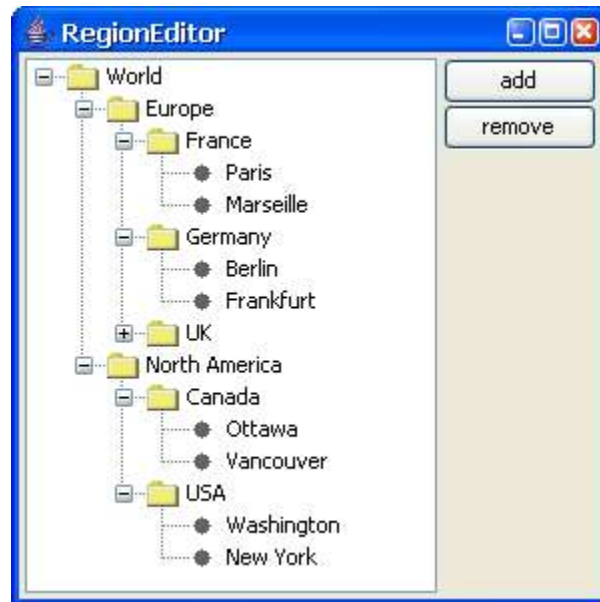 RegionEditor
World
Europe
France
Paris
Marseille
Germany
Berlin
Frankfurt
UK
North America
Canada
Ottawa
Vancouver
USA
Washington
New York
add
remove